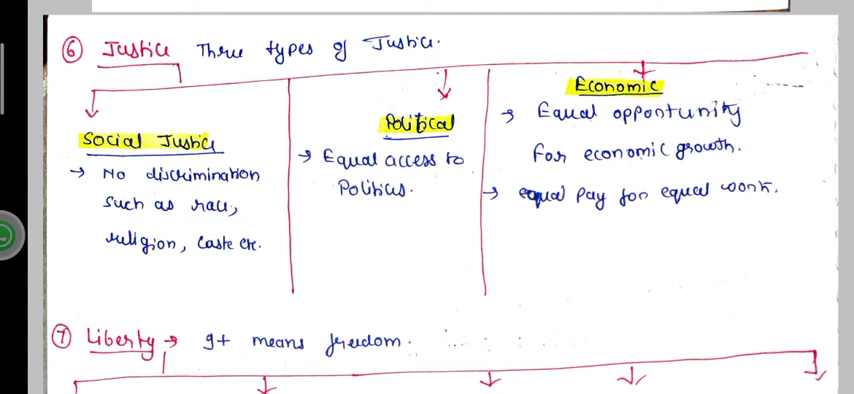 ⑥ Justice Three types of Justice.
Social Justice
→ No discrimination
such as race,
religion, caste etc.
Political
→ Equal access to
Politics.
Economic
→ Equal opportunity
for economic growth.
→ equal pay for equal work.
⑦ Liberty → It means freedom.